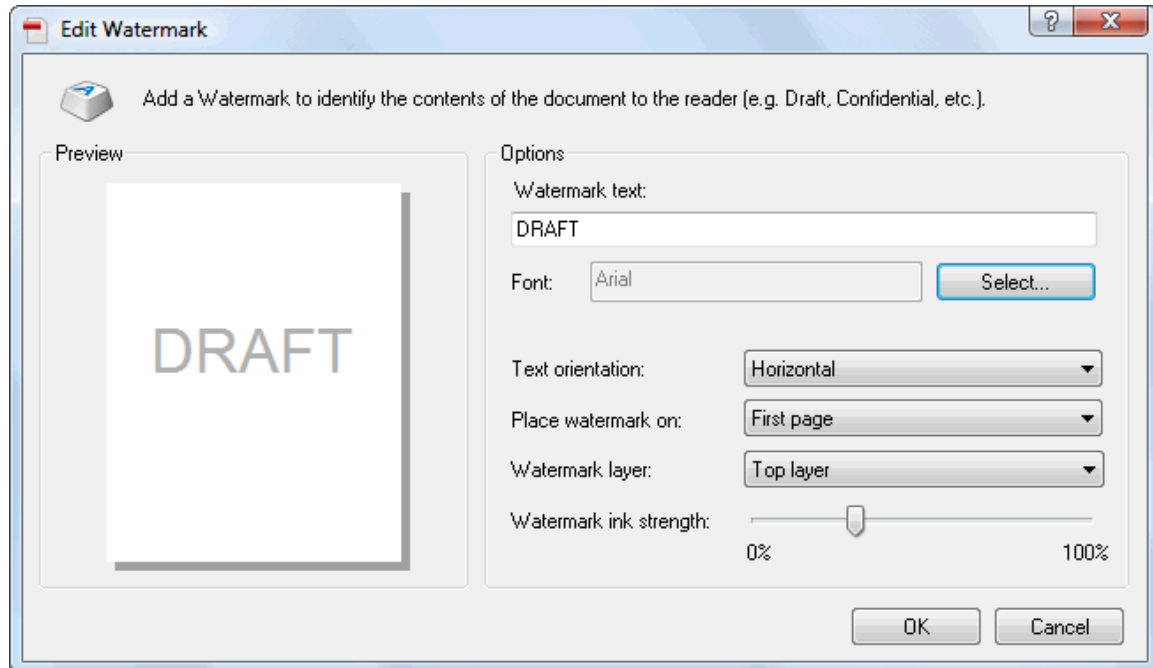 Edit Watermark
Add a Watermark to identify the contents of the document to the reader (e.g. Draft, Confidential, etc.).
Preview
DRAFT
Options
Watermark text:
DRAFT
Font: Arial Select...
Text orientation: Horizontal
Place watermark on: First page
Watermark layer: Top layer
Watermark ink strength:
0% 100%
OK Cancel